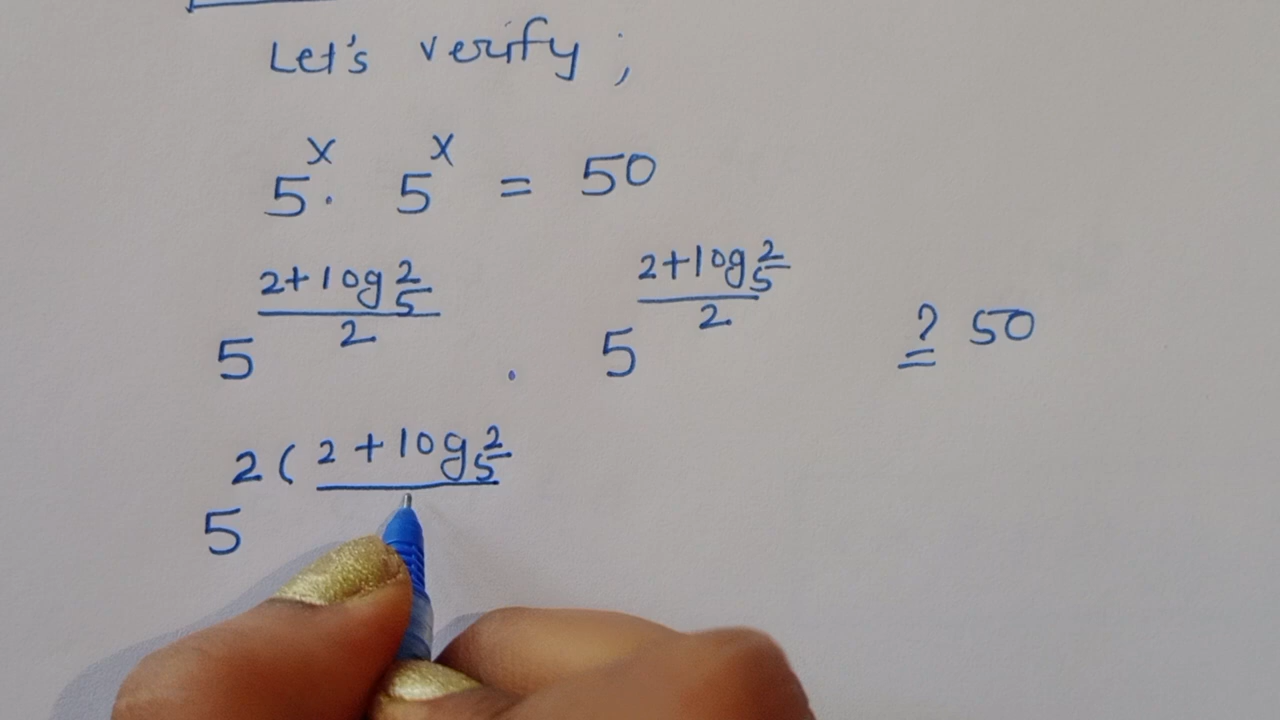 Let's verify ;
5^x · 5^x = 50
5^((2+log_5 2)/2) · 5^((2+log_5 2)/2) =? 50
5^(2(2+log_5 2)/